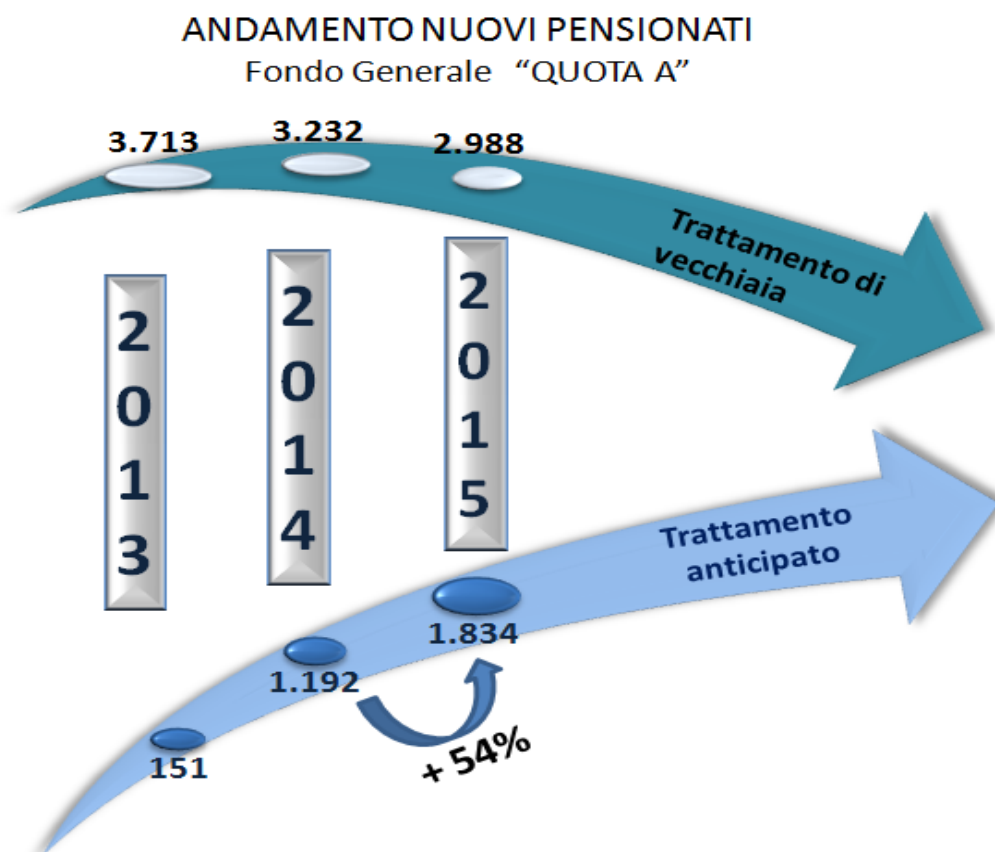 ANDAMENTO NUOVI PENSIONATI
Fondo Generale “QUOTA A”
3.713
3.232
2.988
Trattamento di
vecchiaia
2013
2014
2015
Trattamento
anticipato
1.834
1.192
151
+ 54%